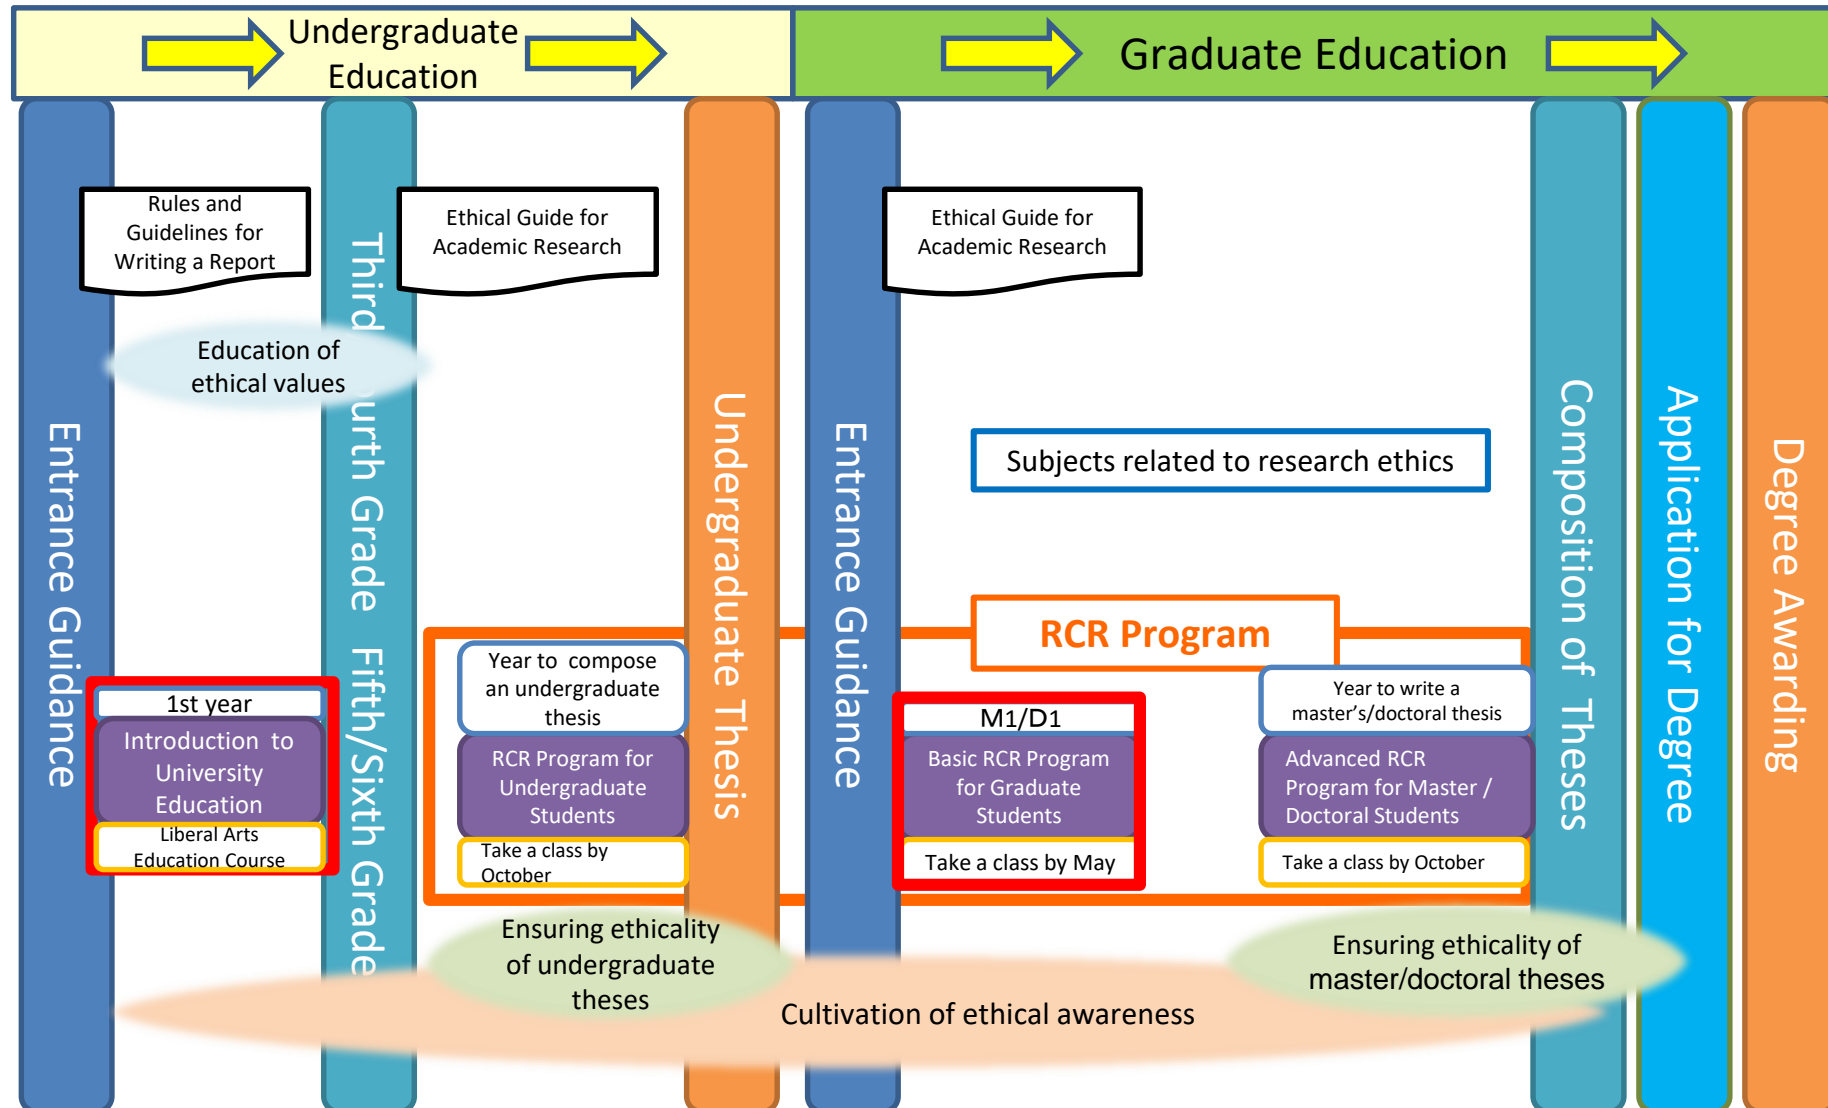 Undergraduate
Education
Graduate Education
Entrance Guidance
Rules and
Guidelines for
Writing a Report
Education of
ethical values
1st year
Introduction to
University
Education
Liberal Arts
Education Course
Third
urth Grade
Fifth/Sixth Grade
Ethical Guide for
Academic Research
Year to compose
an undergraduate
thesis
RCR Program for
Undergraduate
Students
Take a class by
October
Ensuring ethicality
of undergraduate
theses
Undergraduate Thesis
Entrance Guidance
Ethical Guide for
Academic Research
Subjects related to research ethics
RCR Program
M1/D1
Basic RCR Program
for Graduate
Students
Take a class by May
Year to write a
master's/doctoral thesis
Advanced RCR
Program for Master /
Doctoral Students
Take a class by October
Ensuring ethicality of
master/doctoral theses
Cultivation of ethical awareness
Composition of Theses
Application for Degree
Degree Awarding